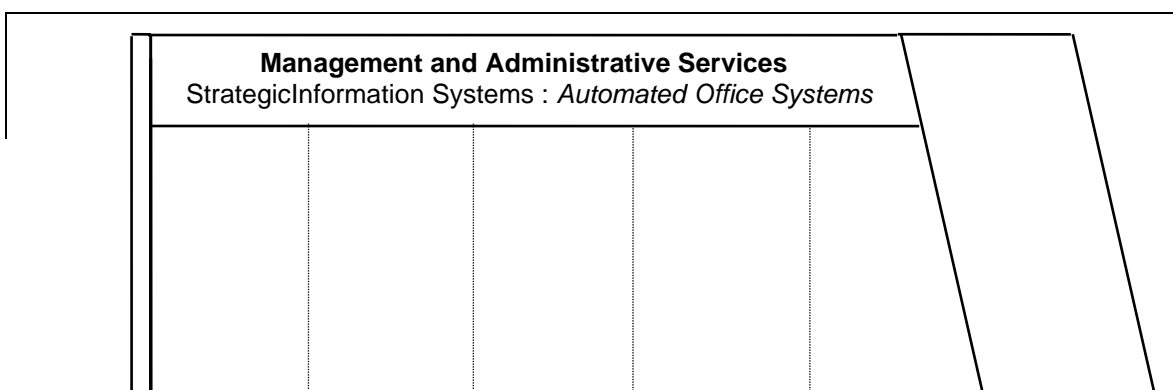 Management and Administrative Services
StrategicInformation Systems : Automated Office Systems